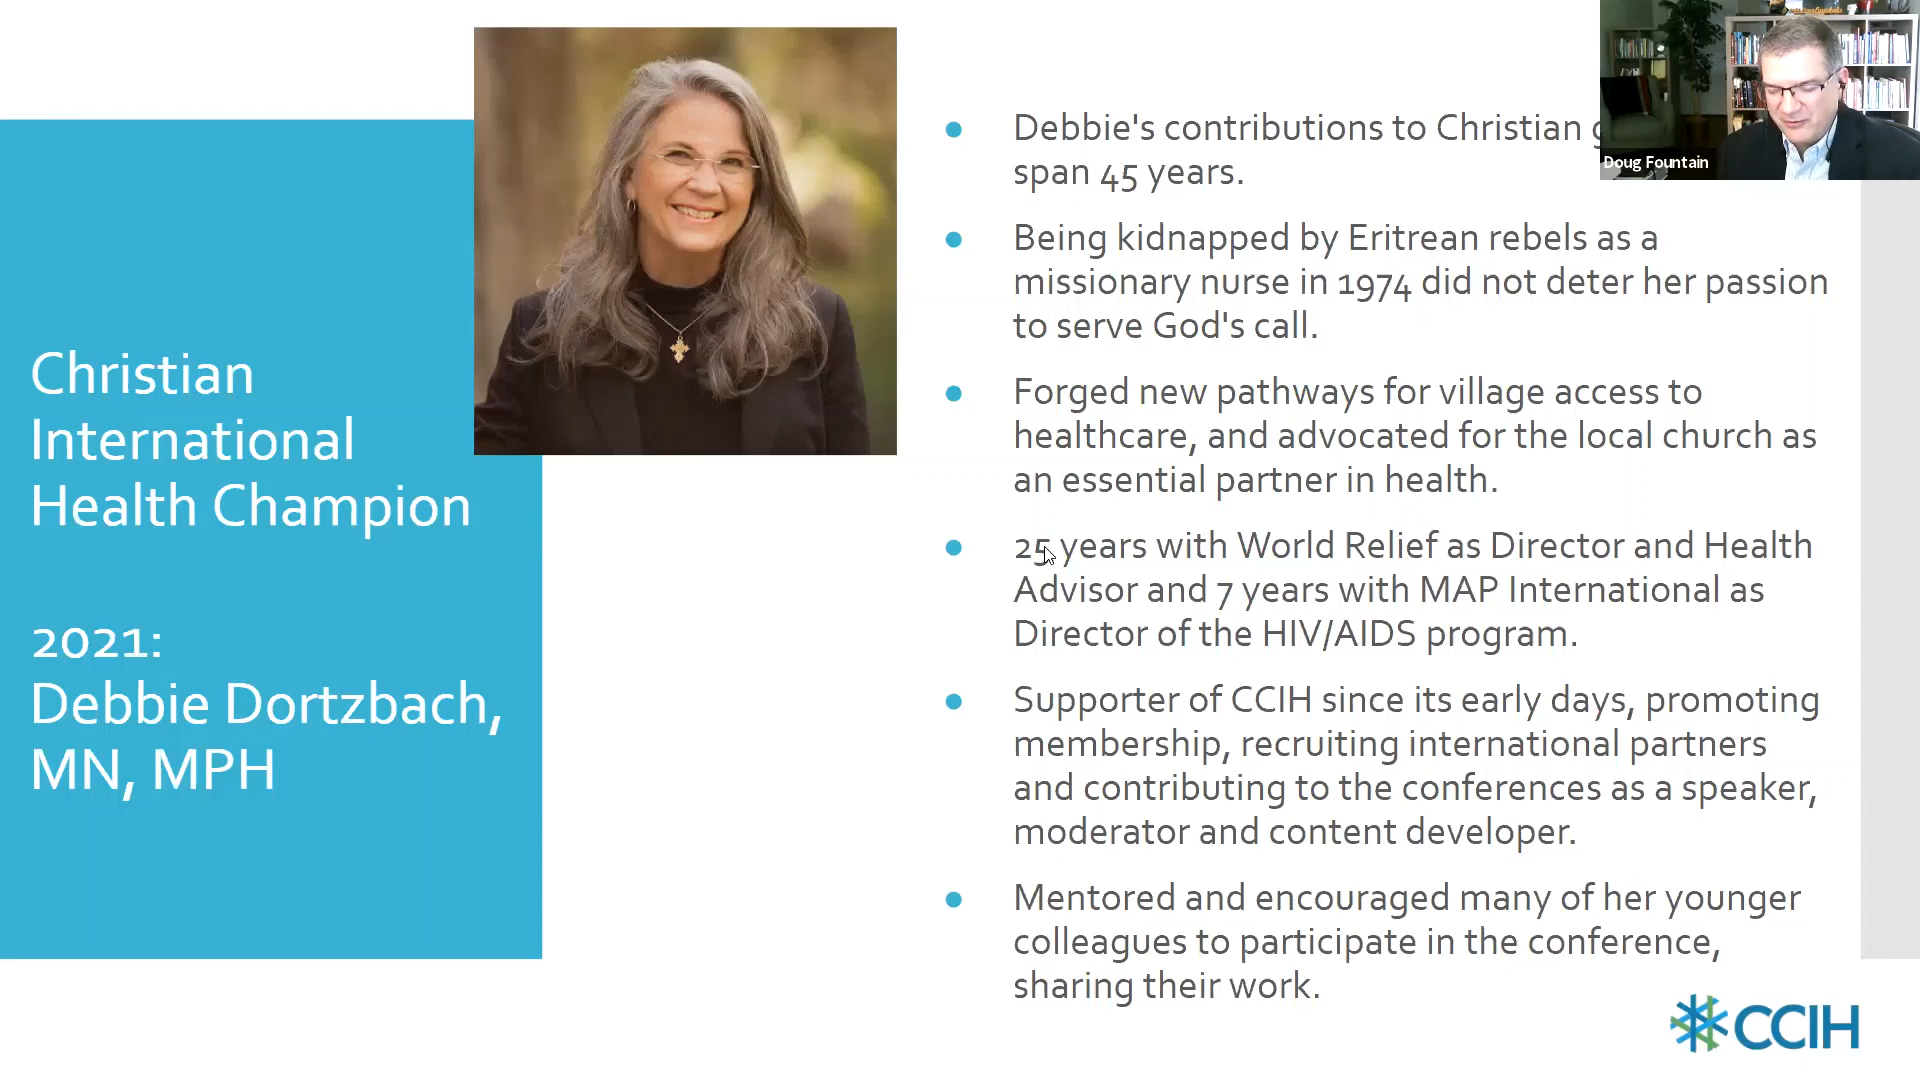 Christian
International
Health Champion
2021:
Debbie Dortzbach,
MN, MPH
Debbie's contributions to Christian
span 45 years.
Being kidnapped by Eritrean rebels as a
missionary nurse in 1974 did not deter her passion
to serve God's call.
Forged new pathways for village access to
healthcare, and advocated for the local church as
an essential partner in health.
25 years with World Relief as Director and Health
Advisor and 7 years with MAP International as
Director of the HIV/AIDS program.
Supporter of CCIH since its early days, promoting
membership, recruiting international partners
and contributing to the conferences as a speaker,
moderator and content developer.
Mentored and encouraged many of her younger
colleagues to participate in the conference,
sharing their work.
Doug Fountain
CCIH